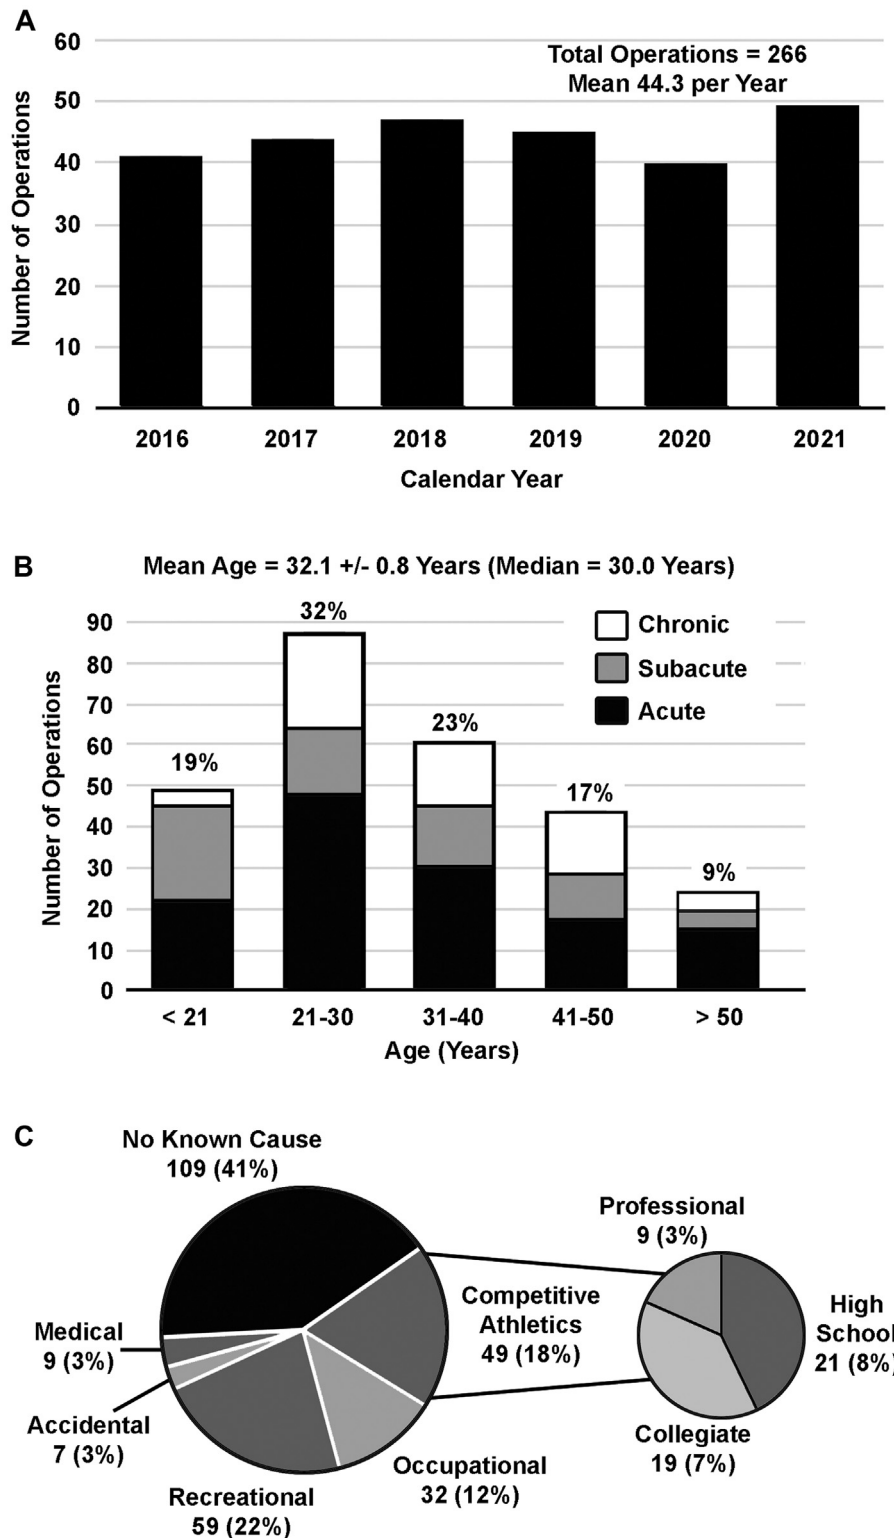 A
Total Operations = 266
Mean 44.3 per Year
Number of Operations
60
50
40
30
20
10
0
2016 2017 2018 2019 2020 2021
Calendar Year
B
Mean Age = 32.1 +/- 0.8 Years (Median = 30.0 Years)
Number of Operations
90
80
70
60
50
40
30
20
10
0
19%
32%
23%
17%
9%
Chronic
Subacute
Acute
< 21 21-30 31-40 41-50 > 50
Age (Years)
C
No Known Cause
109 (41%)
Medical
9 (3%)
Accidental
7 (3%)
Recreational
59 (22%)
Occupational
32 (12%)
Competitive
Athletics
49 (18%)
Professional
9 (3%)
High
School
21 (8%)
Collegiate
19 (7%)